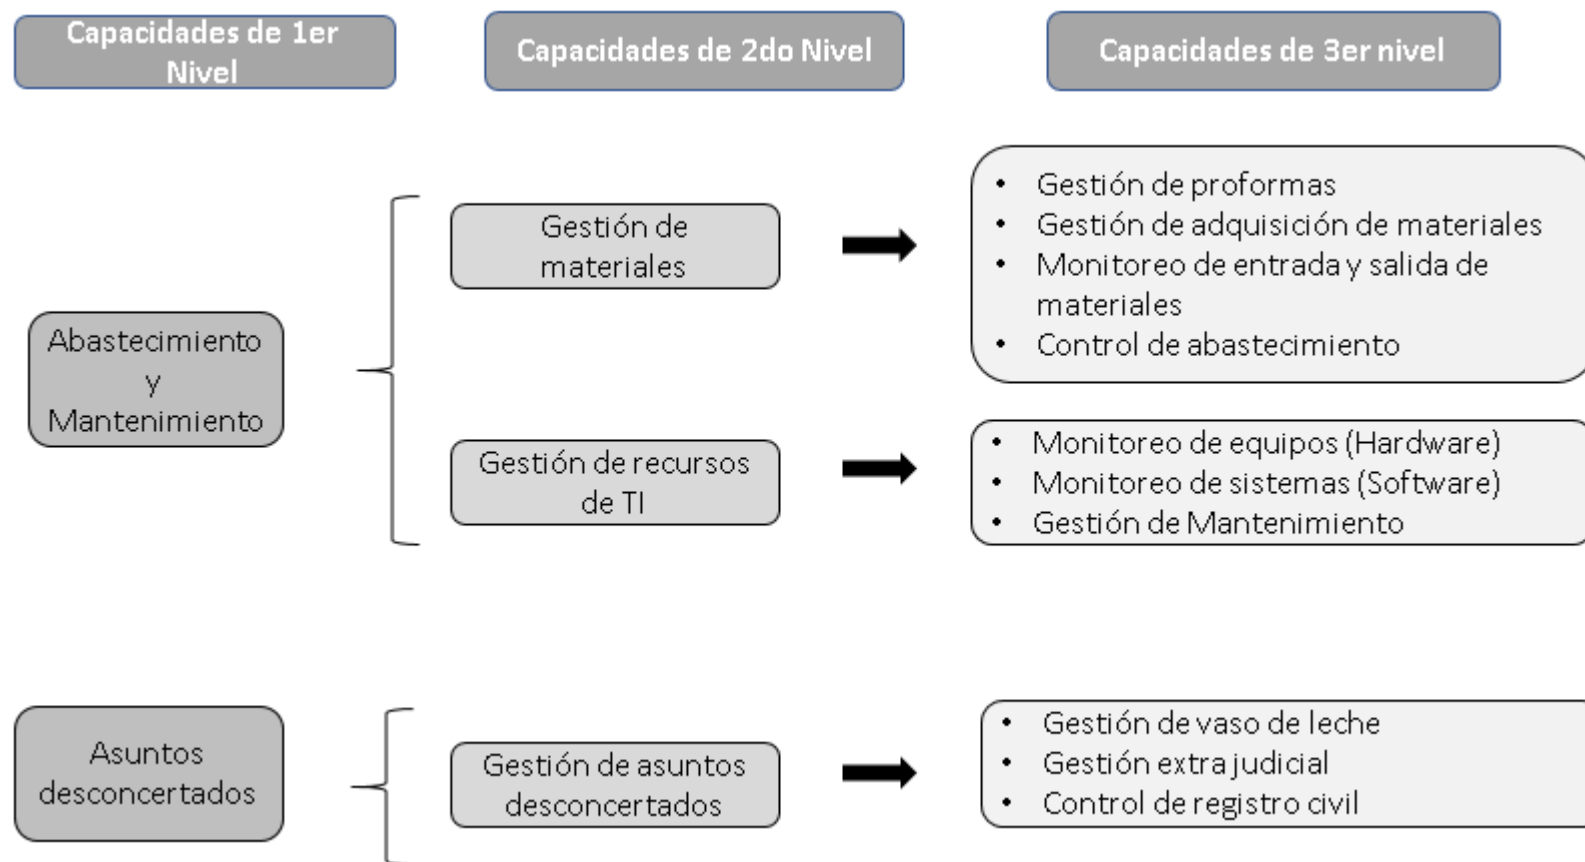 Capacidades de 1er
Nivel
Capacidades de 2do Nivel
Capacidades de 3er nivel
Abastecimiento
y
Mantenimiento
Gestión de
materiales
• Gestión de proformas
• Gestión de adquisición de materiales
• Monitoreo de entrada y salida de
materiales
• Control de abastecimiento
Gestión de recursos
de TI
• Monitoreo de equipos (Hardware)
• Monitoreo de sistemas (Software)
• Gestión de Mantenimiento
Asuntos
desconcertados
Gestión de asuntos
desconcertados
• Gestión de vaso de leche
• Gestión extra judicial
• Control de registro civil